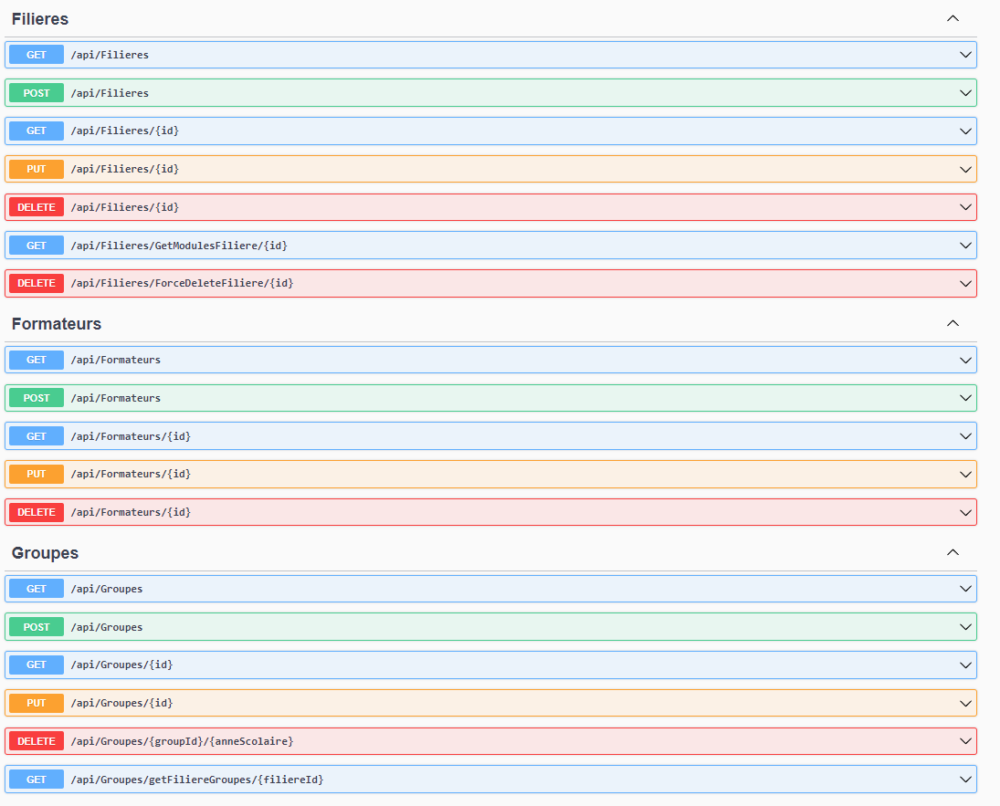 Filieres
GET /api/Filieres
POST /api/Filieres
GET /api/Filieres/{id}
PUT /api/Filieres/{id}
DELETE /api/Filieres/{id}
GET /api/Filieres/GetModulesFiliere/{id}
DELETE /api/Filieres/ForceDeleteFiliere/{id}
Formateurs
GET /api/Formateurs
POST /api/Formateurs
GET /api/Formateurs/{id}
PUT /api/Formateurs/{id}
DELETE /api/Formateurs/{id}
Groupes
GET /api/Groupes
POST /api/Groupes
GET /api/Groupes/{id}
PUT /api/Groupes/{id}
DELETE /api/Groupes/{groupId}/{anneScolaire}
GET /api/Groupes/getFiliereGroupes/{filiereId}